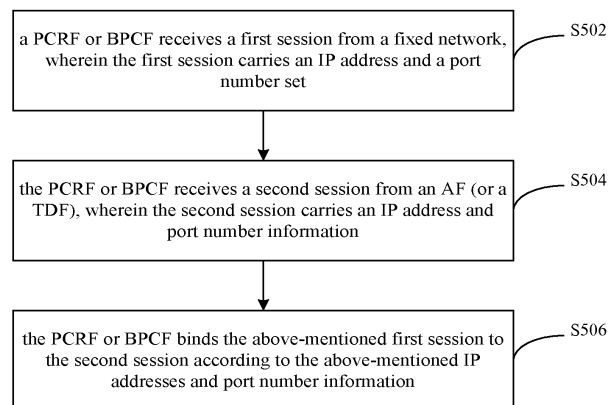 a PCRF or BPCF receives a first session from a fixed network,
wherein the first session carries an IP address and a port
number set
S502
the PCRF or BPCF receives a second session from an AF (or a
TDF), wherein the second session carries an IP address and
port number information
S504
the PCRF or BPCF binds the above-mentioned first session to
the second session according to the above-mentioned IP
addresses and port number information
S506